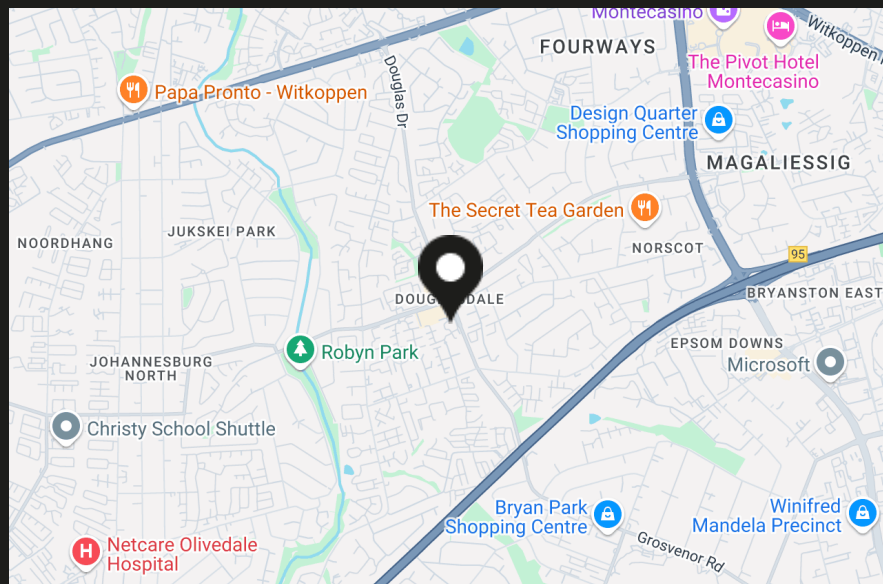 Montecasino
FOURWAYS
Witkoppen
The Pivot Hotel
Montecasino
Douglas Dr
Papa Pronto - Witkoppen
Design Quarter
Shopping Centre
MAGALIESSIG
The Secret Tea Garden
JUKSKEI PARK
NOORDHANG
NORSCOT
95
BRYANSTON EAST
EPSOM DOWNS
Robyn Park
JOHANNESBURG
NORTH
Microsoft
Christy School Shuttle
Bryan Park
Shopping Centre
Winifred
Mandela Precinct
Grosvenor Rd
Netcare Olivedale
Hospital
H